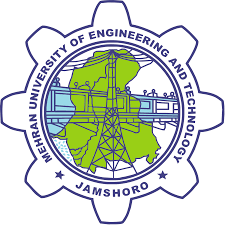 MEHRAN UNIVERSITY OF ENGINEERING AND TECHNOLOGY
JAMSHORO